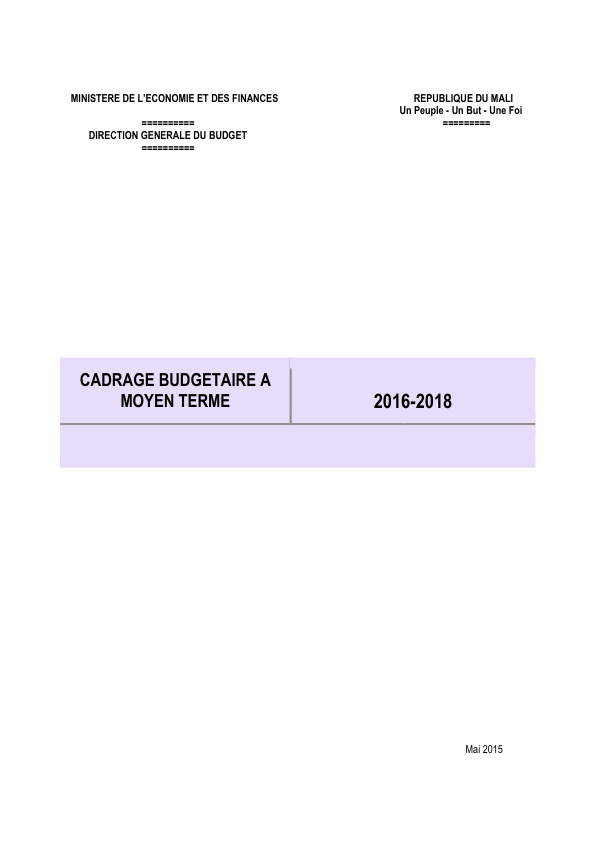 MINISTERE DE L'ECONOMIE ET DES FINANCES
==========
DIRECTION GENERALE DU BUDGET
==========
REPUBLIQUE DU MALI
Un Peuple - Un But - Une Foi
=========
CADRAGE BUDGETAIRE A
MOYEN TERME
2016-2018
Mai 2015